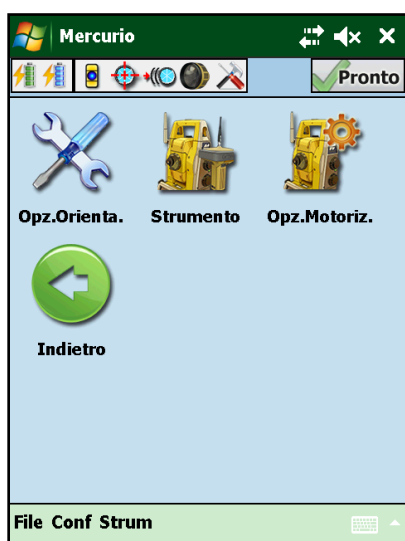 Mercurio
Pronto
Opz.Orienta. Strumento Opz.Motoriz.
Indietro
File Conf Strum